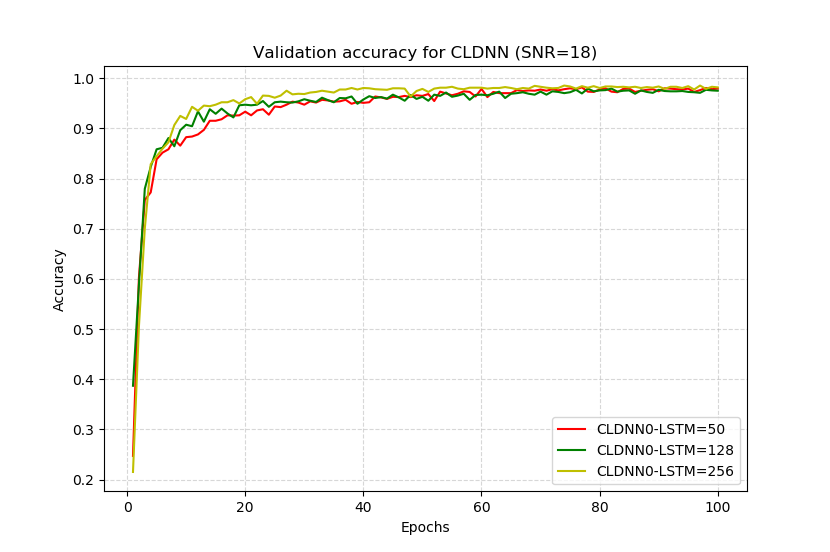 Validation accuracy for CLDNN (SNR=18)
1.0
0.9
0.8
0.7
0.6
0.5
0.4
0.3
0.2
Accuracy
0 20 40 60 80 100
Epochs
CLDNN0-LSTM=50
CLDNN0-LSTM=128
CLDNN0-LSTM=256